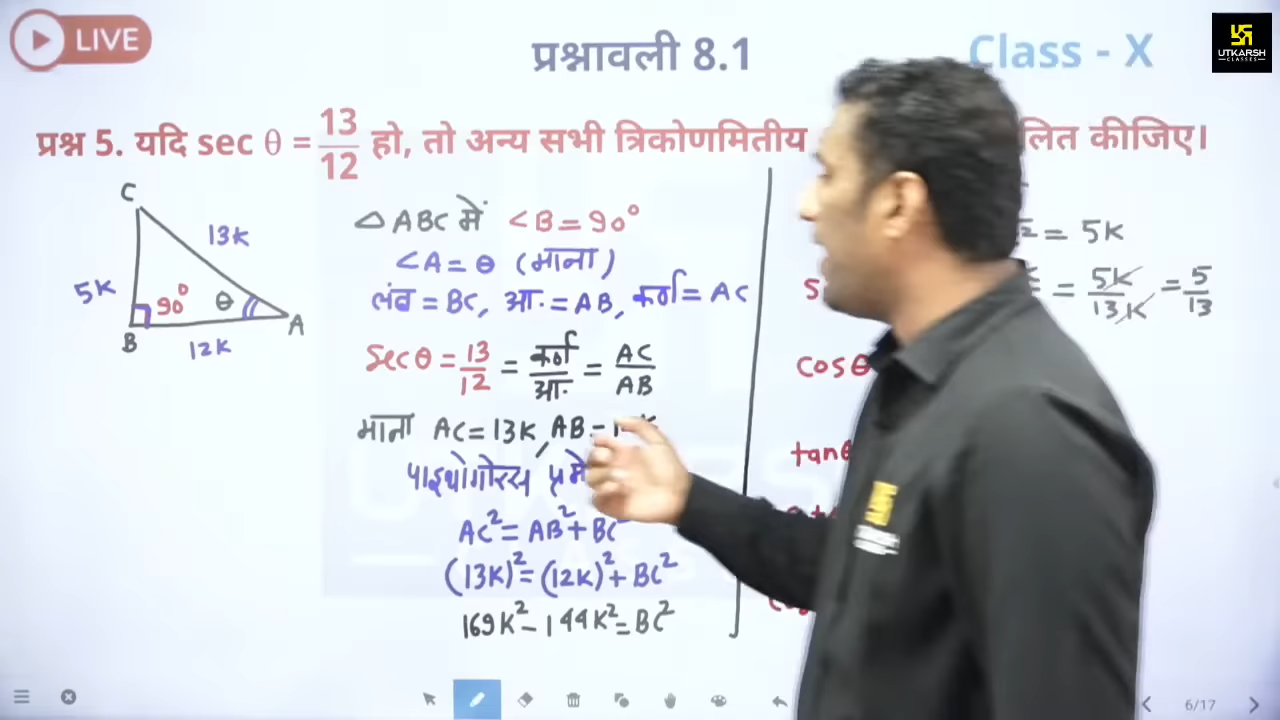 LIVE
प्रश्नावली 8.1
Class - X
UTKARSH
CLASSES
प्रश्न 5. यदि sec θ = 13/12 हो, तो अन्य सभी त्रिकोणमितीय लित कीजिए।
C
13K
5K
90°
θ
B
A
12K
△ ABC में ∠B = 90°
∠A = θ (माना)
लंब = BC, आ. = AB, कर्ण = AC
Sec θ = 13/12 = कर्ण/आ. = AC/AB
माना AC = 13K, AB =
पाइथोगोरस
AC² = AB² + BC²
(13K)² = (12K)² + BC²
169K² - 144K² = BC²
= 5K
= 5K/13K = 5/13
cosθ
tanθ
6/17